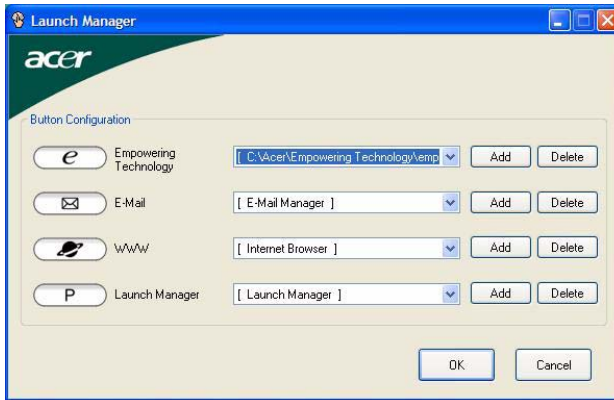 Launch Manager
acer
Button Configuration
e Empowering Technology [ C:\Acer\Empowering Technology\emp Add Delete
E-Mail [ E-Mail Manager ] Add Delete
WWW [ Internet Browser ] Add Delete
P Launch Manager [ Launch Manager ] Add Delete
OK Cancel